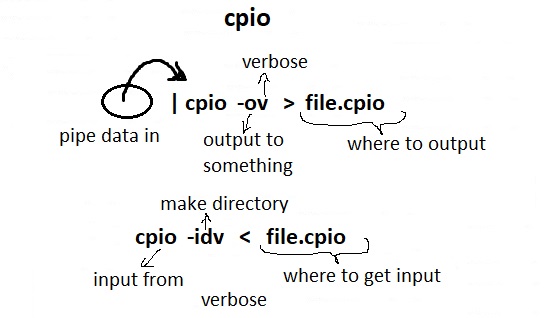 cpio
verbose
| cpio -ov > file.cpio
pipe data in
output to
something
where to output
make directory
cpio -idv < file.cpio
input from
where to get input
verbose